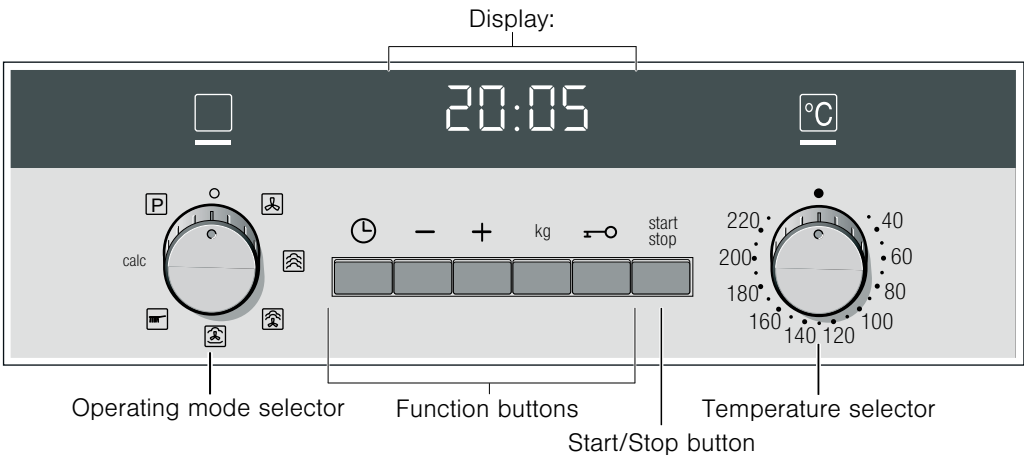 Display:
20:05
°C
P
calc
kg
start
stop
220
200
180
160
140
120
100
80
60
40
Operating mode selector
Function buttons
Temperature selector
Start/Stop button